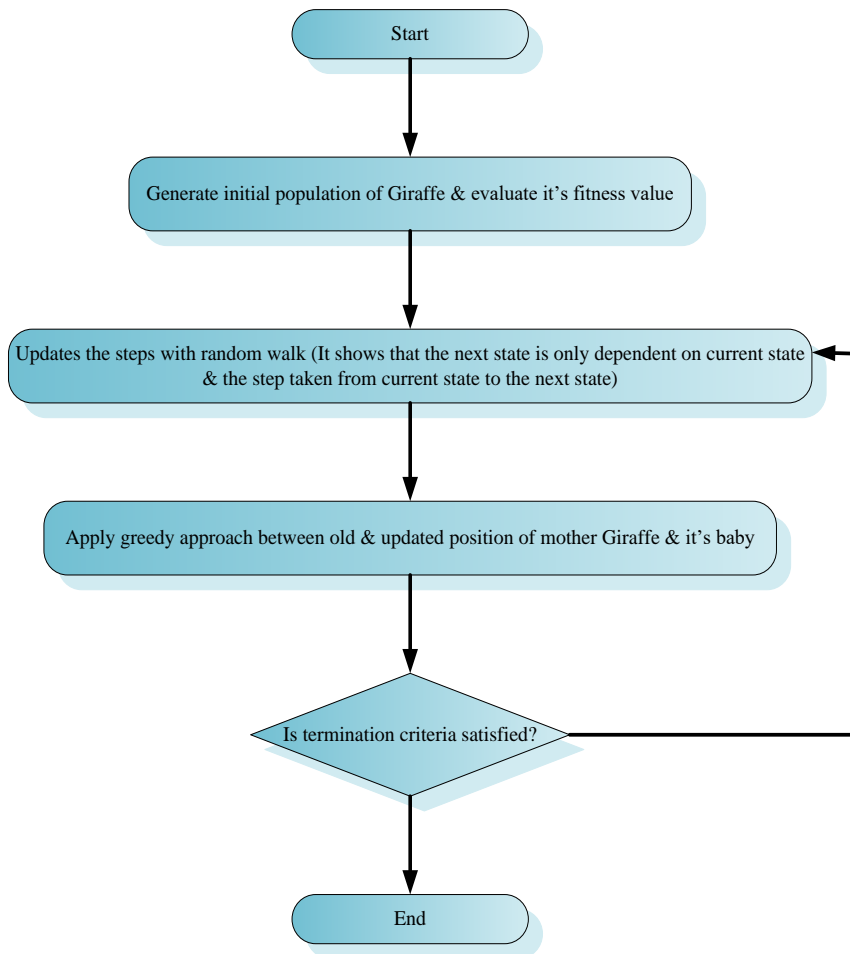 Start
Generate initial population of Giraffe & evaluate it's fitness value
Updates the steps with random walk (It shows that the next state is only dependent on current state
& the step taken from current state to the next state)
Apply greedy approach between old & updated position of mother Giraffe & it's baby
Is termination criteria satisfied?
End